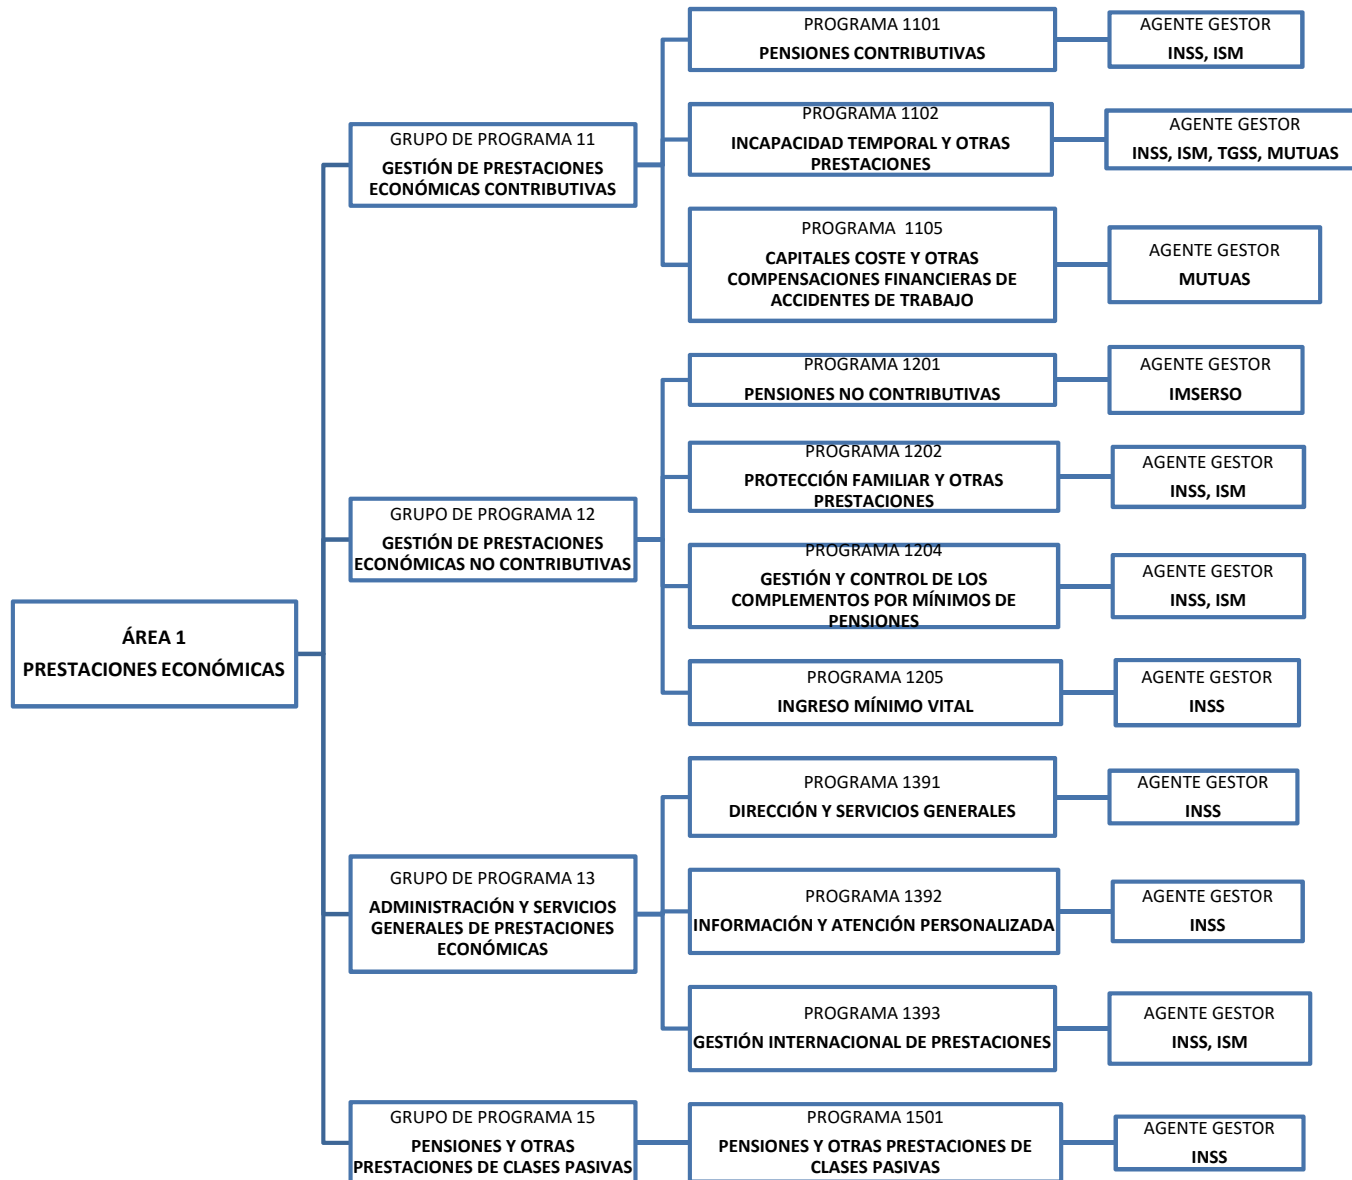 ÁREA 1
PRESTACIONES ECONÓMICAS
GRUPO DE PROGRAMA 11
GESTIÓN DE PRESTACIONES
ECONÓMICAS CONTRIBUTIVAS
PROGRAMA 1101
PENSIONES CONTRIBUTIVAS
AGENTE GESTOR
INSS, ISM
PROGRAMA 1102
INCAPACIDAD TEMPORAL Y OTRAS
PRESTACIONES
AGENTE GESTOR
INSS, ISM, TGSS, MUTUAS
PROGRAMA 1105
CAPITALES COSTE Y OTRAS
COMPENSACIONES FINANCIERAS DE
ACCIDENTES DE TRABAJO
AGENTE GESTOR
MUTUAS
GRUPO DE PROGRAMA 12
GESTIÓN DE PRESTACIONES
ECONÓMICAS NO CONTRIBUTIVAS
PROGRAMA 1201
PENSIONES NO CONTRIBUTIVAS
AGENTE GESTOR
IMSERSO
PROGRAMA 1202
PROTECCIÓN FAMILIAR Y OTRAS
PRESTACIONES
AGENTE GESTOR
INSS, ISM
PROGRAMA 1204
GESTIÓN Y CONTROL DE LOS
COMPLEMENTOS POR MÍNIMOS DE
PENSIONES
AGENTE GESTOR
INSS, ISM
PROGRAMA 1205
INGRESO MÍNIMO VITAL
AGENTE GESTOR
INSS
GRUPO DE PROGRAMA 13
ADMINISTRACIÓN Y SERVICIOS
GENERALES DE PRESTACIONES
ECONÓMICAS
PROGRAMA 1391
DIRECCIÓN Y SERVICIOS GENERALES
AGENTE GESTOR
INSS
PROGRAMA 1392
INFORMACIÓN Y ATENCIÓN PERSONALIZADA
AGENTE GESTOR
INSS
PROGRAMA 1393
GESTIÓN INTERNACIONAL DE PRESTACIONES
AGENTE GESTOR
INSS, ISM
GRUPO DE PROGRAMA 15
PENSIONES Y OTRAS
PRESTACIONES DE CLASES PASIVAS
PROGRAMA 1501
PENSIONES Y OTRAS PRESTACIONES DE
CLASES PASIVAS
AGENTE GESTOR
INSS